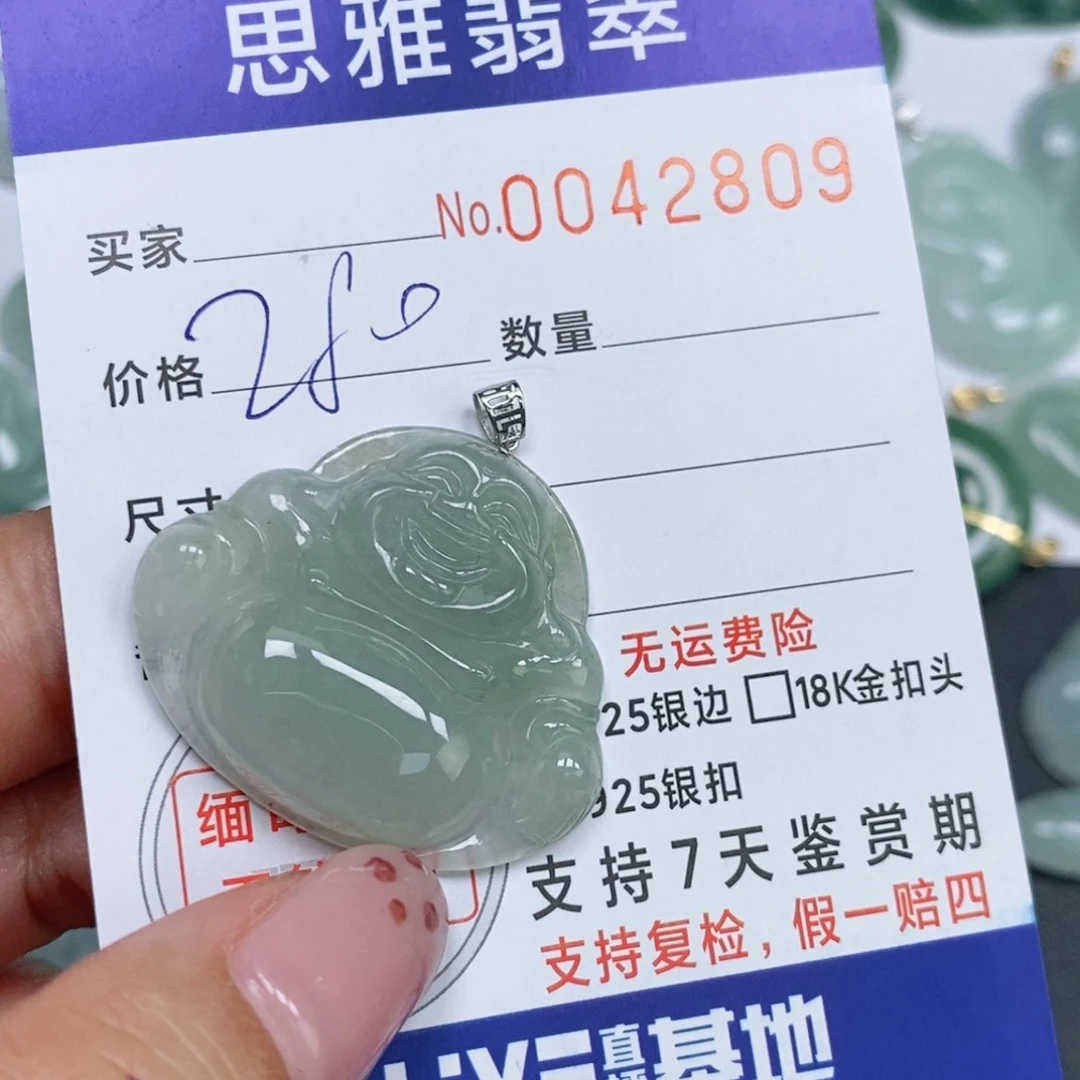 思雅翡翠
买家 No.0042809
价格 280 数量
尺寸
无运费险
25银边 □18K金扣头
925银扣
缅
支持7天鉴赏期
支持复检，假一赔四
基地